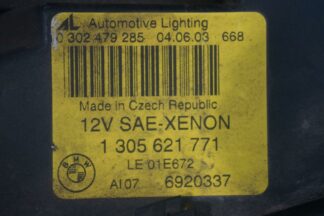 AL Automotive Lighting
0 302 479 285 04.06.03 668
Made in Czech Republic
12V SAE-XENON
1 305 621 771
LE 01E672
BMW
AI07 6920337